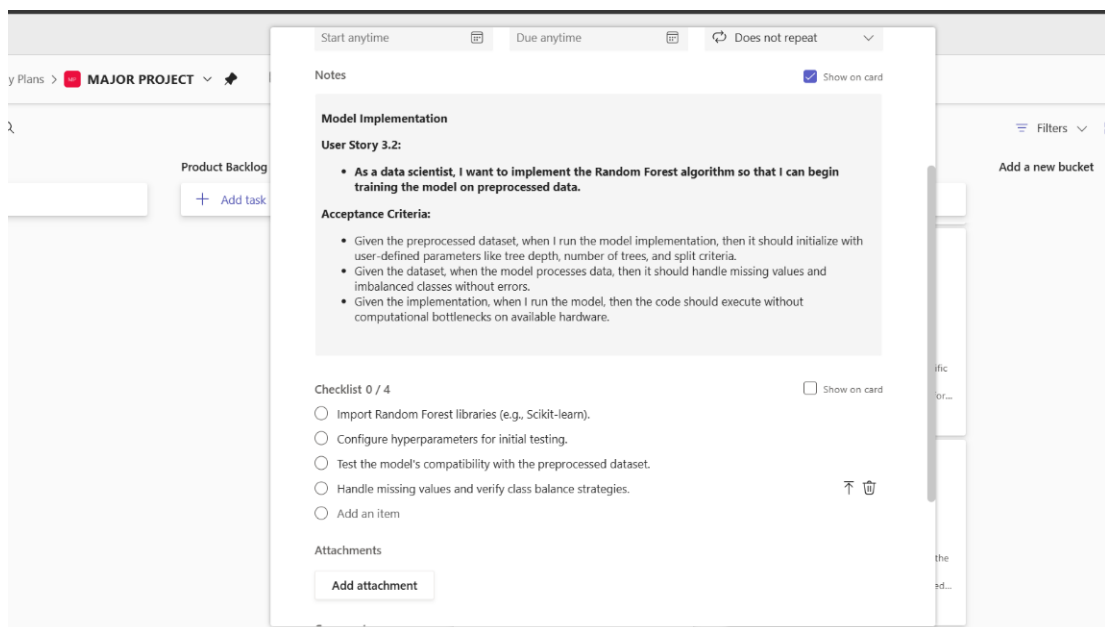 Start anytime
Due anytime
Does not repeat
y Plans > MAJOR PROJECT
Notes
Show on card
Model Implementation
User Story 3.2:
• As a data scientist, I want to implement the Random Forest algorithm so that I can begin
training the model on preprocessed data.
Acceptance Criteria:
• Given the preprocessed dataset, when I run the model implementation, then it should initialize with
user-defined parameters like tree depth, number of trees, and split criteria.
• Given the dataset, when the model processes data, then it should handle missing values and
imbalanced classes without errors.
• Given the implementation, when I run the model, then the code should execute without
computational bottlenecks on available hardware.
Filters
Product Backlog
Add a new bucket
+ Add task
Checklist 0 / 4
Show on card
Import Random Forest libraries (e.g., Scikit-learn).
Configure hyperparameters for initial testing.
Test the model's compatibility with the preprocessed dataset.
Handle missing values and verify class balance strategies.
Add an item
Attachments
Add attachment
ific
or...
the
ed...